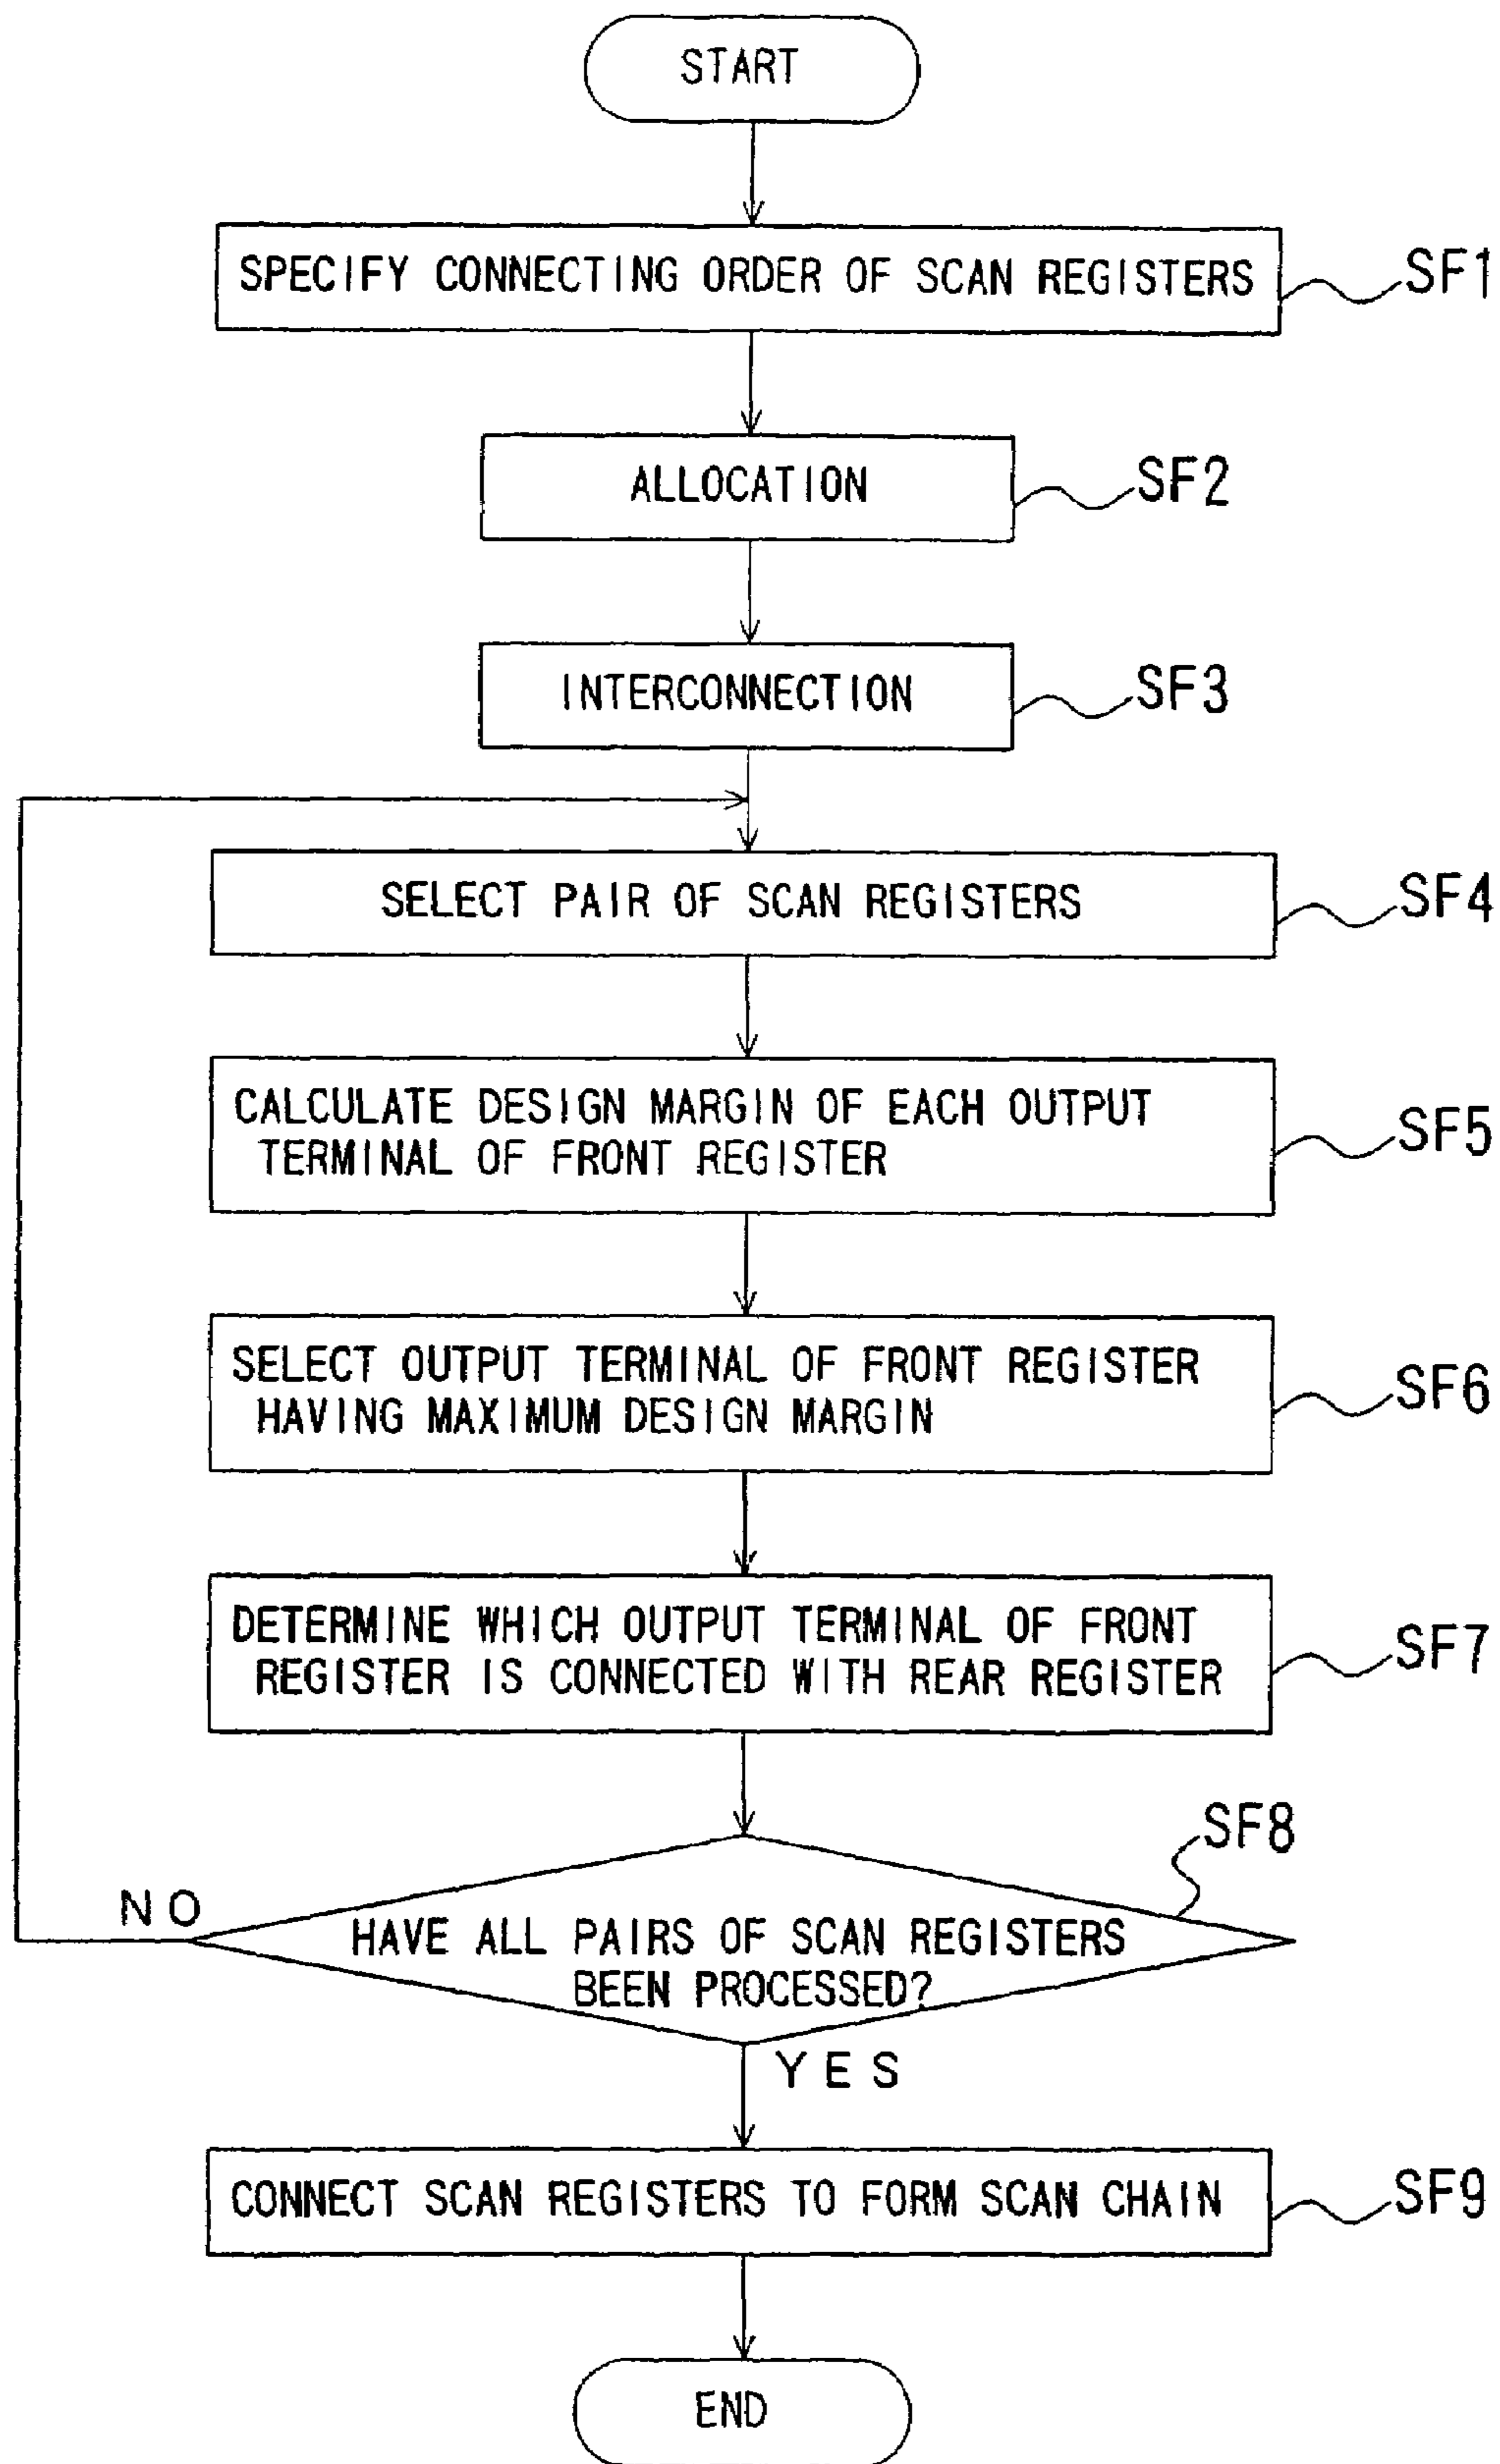 START
SPECIFY CONNECTING ORDER OF SCAN REGISTERS
SF1
ALLOCATION
SF2
INTERCONNECTION
SF3
SELECT PAIR OF SCAN REGISTERS
SF4
CALCULATE DESIGN MARGIN OF EACH OUTPUT
TERMINAL OF FRONT REGISTER
SF5
SELECT OUTPUT TERMINAL OF FRONT REGISTER
HAVING MAXIMUM DESIGN MARGIN
SF6
DETERMINE WHICH OUTPUT TERMINAL OF FRONT
REGISTER IS CONNECTED WITH REAR REGISTER
SF7
SF8
NO
HAVE ALL PAIRS OF SCAN REGISTERS
BEEN PROCESSED?
YES
CONNECT SCAN REGISTERS TO FORM SCAN CHAIN
SF9
END